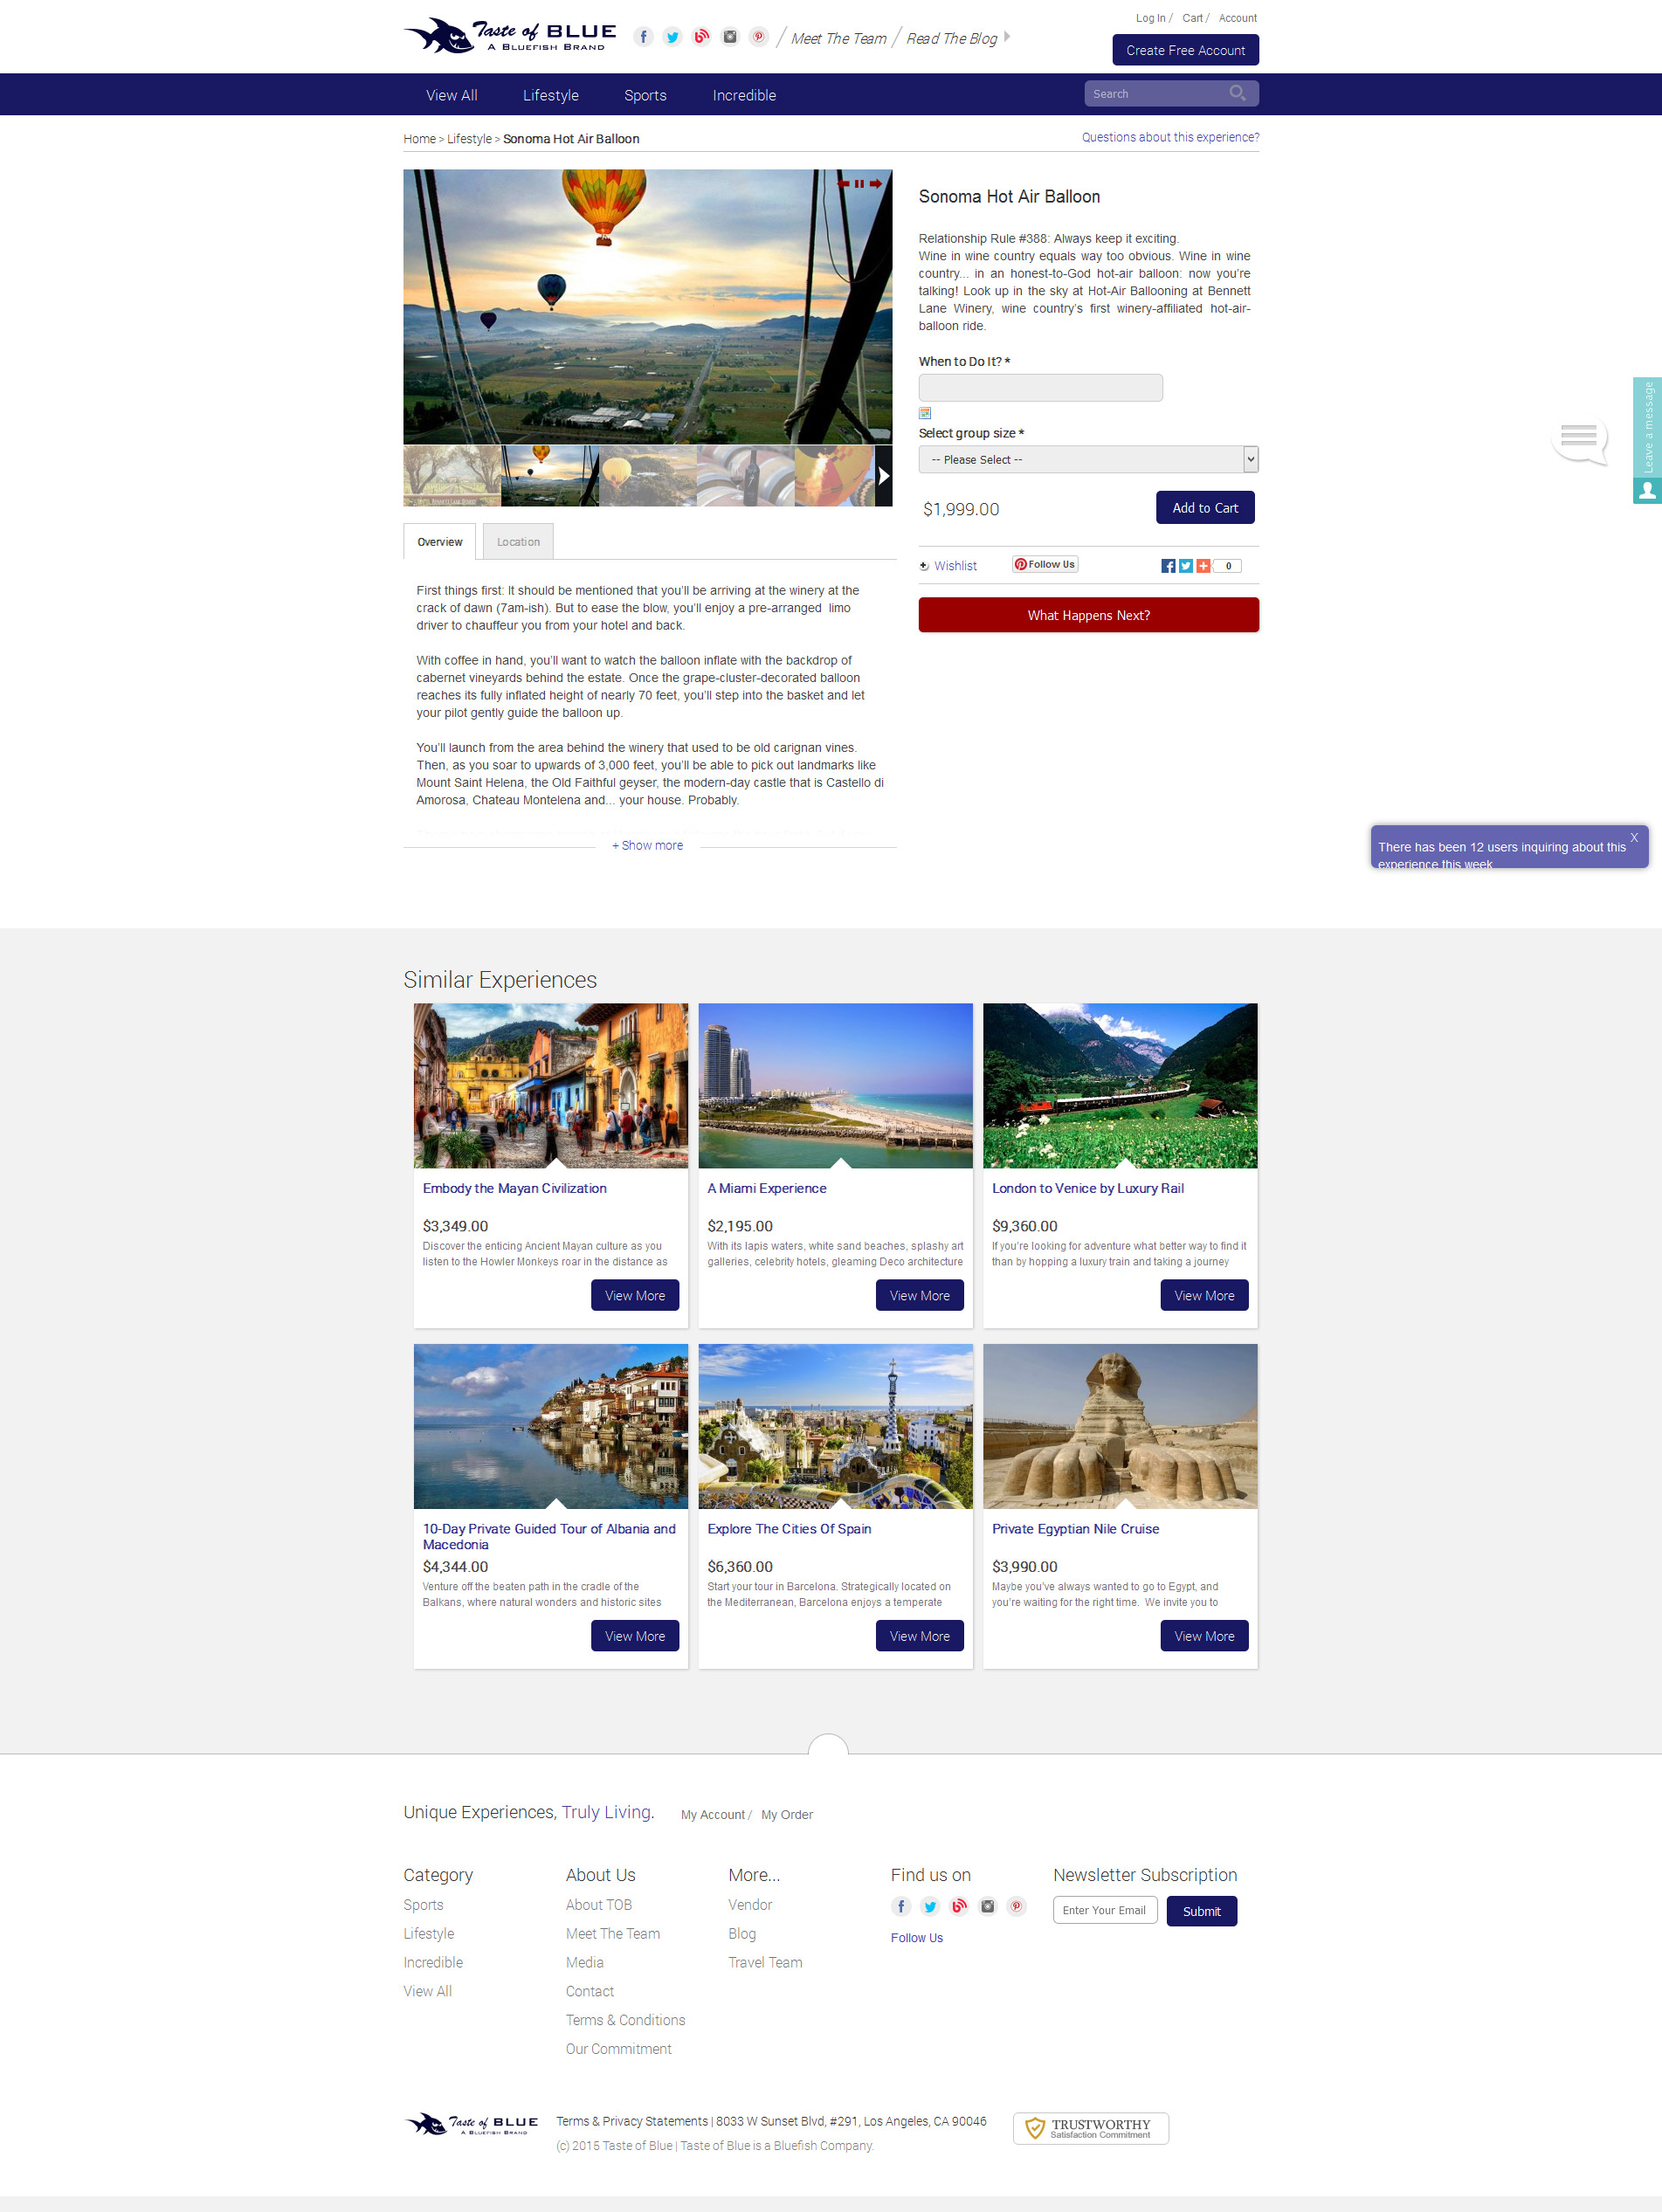 Taste of BLUE
A BLUEFISH BRAND
Meet The Team
Read The Blog
Log In /
Cart /
Account
Create Free Account
View All
Lifestyle
Sports
Incredible
Search
Home > Lifestyle > Sonoma Hot Air Balloon
Questions about this experience?
Sonoma Hot Air Balloon
Relationship Rule #388: Always keep it exciting.
Wine in wine country equals way too obvious. Wine in wine
country... in an honest-to-God hot-air balloon: now you're
talking! Look up in the sky at Hot-Air Ballooning at Bennett
Lane Winery, wine country's first winery-affiliated hot-air-
balloon ride.
When to Do It? *
Select group size *
-- Please Select --
$1,999.00
Add to Cart
Wishlist
Follow Us
0
What Happens Next?
Leave a message
Overview
Location
First things first: It should be mentioned that you'll be arriving at the winery at the
crack of dawn (7am-ish). But to ease the blow, you'll enjoy a pre-arranged  limo
driver to chauffeur you from your hotel and back.
With coffee in hand, you'll want to watch the balloon inflate with the backdrop of
cabernet vineyards behind the estate. Once the grape-cluster-decorated balloon
reaches its fully inflated height of nearly 70 feet, you'll step into the basket and let
your pilot gently guide the balloon up.
You'll launch from the area behind the winery that used to be old carignan vines.
Then, as you soar to upwards of 3,000 feet, you'll be able to pick out landmarks like
Mount Saint Helena, the Old Faithful geyser, the modern-day castle that is Castello di
Amorosa, Chateau Montelena and... your house. Probably.
+ Show more
X
There has been 12 users inquiring about this
experience this week
Similar Experiences
Embody the Mayan Civilization
$3,349.00
Discover the enticing Ancient Mayan culture as you
listen to the Howler Monkeys roar in the distance as
View More
A Miami Experience
$2,195.00
With its lapis waters, white sand beaches, splashy art
galleries, celebrity hotels, gleaming Deco architecture
View More
London to Venice by Luxury Rail
$9,360.00
If you're looking for adventure what better way to find it
than by hopping a luxury train and taking a journey
View More
10-Day Private Guided Tour of Albania and
Macedonia
$4,344.00
Venture off the beaten path in the cradle of the
Balkans, where natural wonders and historic sites
View More
Explore The Cities Of Spain
$6,360.00
Start your tour in Barcelona. Strategically located on
the Mediterranean, Barcelona enjoys a temperate
View More
Private Egyptian Nile Cruise
$3,990.00
Maybe you've always wanted to go to Egypt, and
you're waiting for the right time.  We invite you to
View More
Unique Experiences, Truly Living.
My Account /
My Order
Category
Sports
Lifestyle
Incredible
View All
About Us
About TOB
Meet The Team
Media
Contact
Terms & Conditions
Our Commitment
More...
Vendor
Blog
Travel Team
Find us on
Follow Us
Newsletter Subscription
Enter Your Email
Submit
Taste of BLUE
A BLUEFISH BRAND
Terms & Privacy Statements | 8033 W Sunset Blvd, #291, Los Angeles, CA 90046
(c) 2015 Taste of Blue | Taste of Blue is a Bluefish Company.
TRUSTWORTHY
Satisfaction Commitment